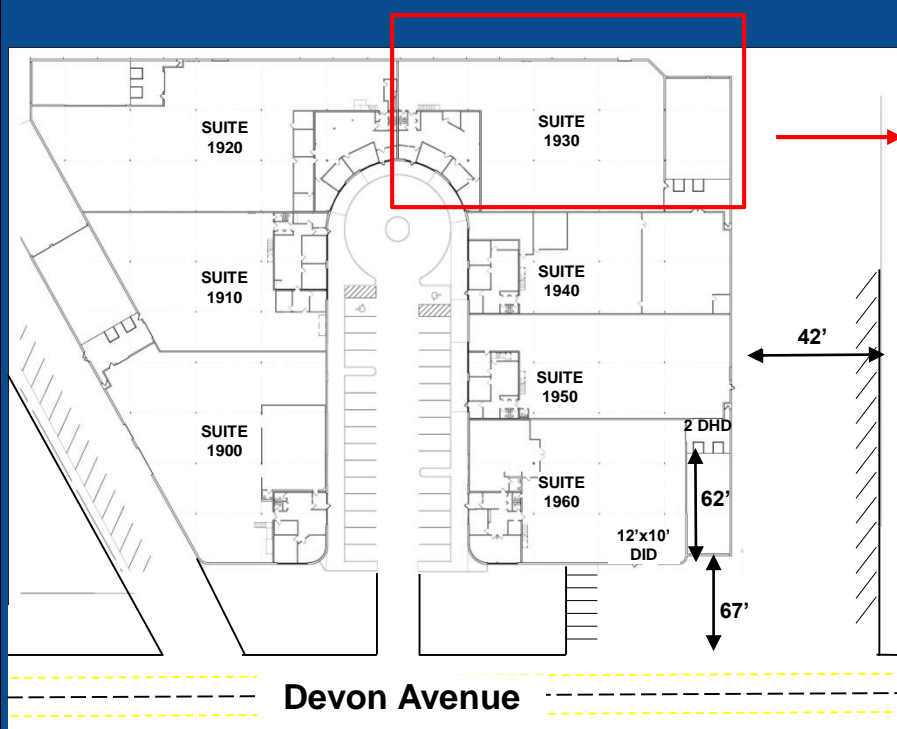 SUITE
1920
SUITE
1930
SUITE
1910
SUITE
1940
42’
SUITE
1950
SUITE
1900
2 DHD
SUITE
1960
62’
12’x10’
DID
67’
Devon Avenue